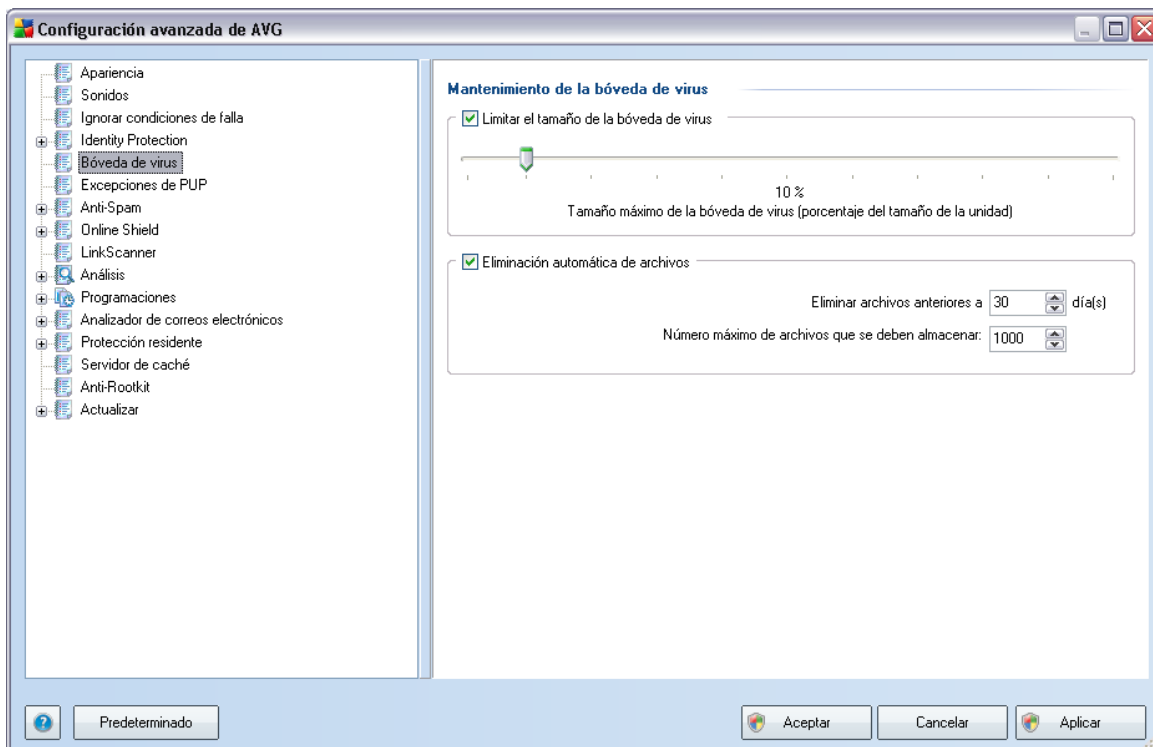 Configuración avanzada de AVG
Apariencia
Sonidos
Ignorar condiciones de falla
Identity Protection
Bóveda de virus
Excepciones de PUP
Anti-Spam
Online Shield
LinkScanner
Análisis
Programaciones
Analizador de correos electrónicos
Protección residente
Servidor de caché
Anti-Rootkit
Actualizar
Mantenimiento de la bóveda de virus
Limitar el tamaño de la bóveda de virus
10 %
Tamaño máximo de la bóveda de virus (porcentaje del tamaño de la unidad)
Eliminación automática de archivos
Eliminar archivos anteriores a 30 día(s)
Número máximo de archivos que se deben almacenar: 1000
? Predeterminado Aceptar Cancelar Aplicar